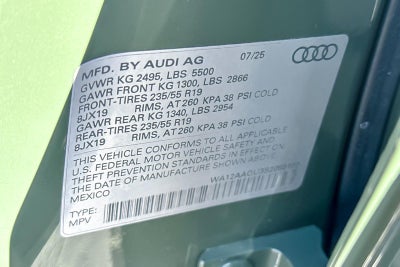 MFD. BY AUDI AG 07/25
GVWR KG 2495, LBS 5500
GAWR FRONT KG 1300, LBS 2866
FRONT-TIRES 235/55 R19
8JX19 RIMS, AT 260 KPA 38 PSI COLD
GAWR REAR KG 1340, LBS 2954
REAR-TIRES 235/55 R19
8JX19 RIMS, AT 260 KPA 38 PSI COLD
THIS VEHICLE CONFORMS TO ALL APPLICABLE
U.S. FEDERAL MOTOR VEHICLE SAFETY, BUMPER AND
THEFT PREVENTION STANDARDS IN EFFECT ON THE DATE OF
MEXICO
TYPE:
MPV